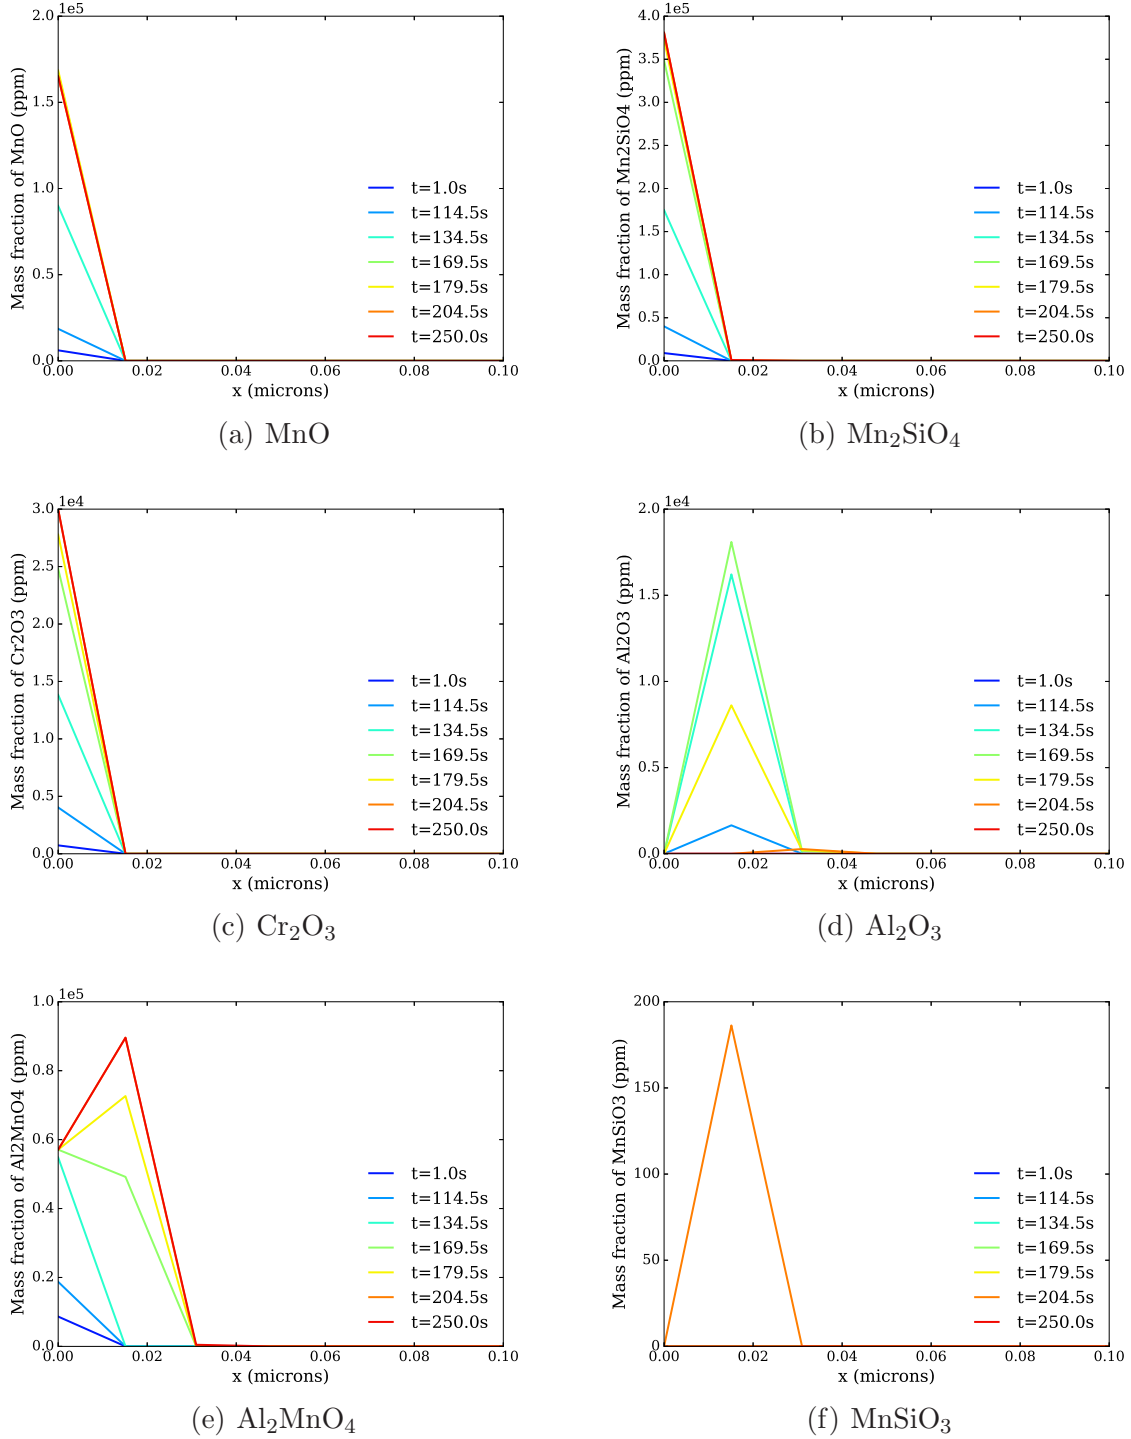 1e5
2.0
1.5
1.0
0.5
0.0
Mass fraction of MnO (ppm)
t=1.0s
t=114.5s
t=134.5s
t=169.5s
t=179.5s
t=204.5s
t=250.0s
0.00 0.02 0.04 0.06 0.08 0.10
x (microns)
(a) MnO
1e5
4.0
3.5
3.0
2.5
2.0
1.5
1.0
0.5
0.0
Mass fraction of Mn2SiO4 (ppm)
t=1.0s
t=114.5s
t=134.5s
t=169.5s
t=179.5s
t=204.5s
t=250.0s
0.00 0.02 0.04 0.06 0.08 0.10
x (microns)
(b) Mn₂SiO₄
1e4
3.0
2.5
2.0
1.5
1.0
0.5
0.0
Mass fraction of Cr2O3 (ppm)
t=1.0s
t=114.5s
t=134.5s
t=169.5s
t=179.5s
t=204.5s
t=250.0s
0.00 0.02 0.04 0.06 0.08 0.10
x (microns)
(c) Cr₂O₃
1e4
2.0
1.5
1.0
0.5
0.0
Mass fraction of Al2O3 (ppm)
t=1.0s
t=114.5s
t=134.5s
t=169.5s
t=179.5s
t=204.5s
t=250.0s
0.00 0.02 0.04 0.06 0.08 0.10
x (microns)
(d) Al₂O₃
1e5
1.0
0.8
0.6
0.4
0.2
0.0
Mass fraction of Al2MnO4 (ppm)
t=1.0s
t=114.5s
t=134.5s
t=169.5s
t=179.5s
t=204.5s
t=250.0s
0.00 0.02 0.04 0.06 0.08 0.10
x (microns)
(e) Al₂MnO₄
200
150
100
50
0
Mass fraction of MnSiO3 (ppm)
t=1.0s
t=114.5s
t=134.5s
t=169.5s
t=179.5s
t=204.5s
t=250.0s
0.00 0.02 0.04 0.06 0.08 0.10
x (microns)
(f) MnSiO₃